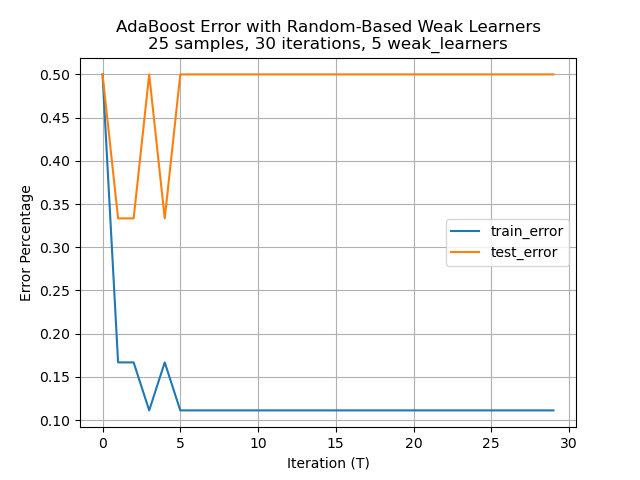 AdaBoost Error with Random-Based Weak Learners
25 samples, 30 iterations, 5 weak_learners
0.50
0.45
0.40
0.35
0.30
0.25
0.20
0.15
0.10
Error Percentage
train_error
test_error
0 5 10 15 20 25 30
Iteration (T)